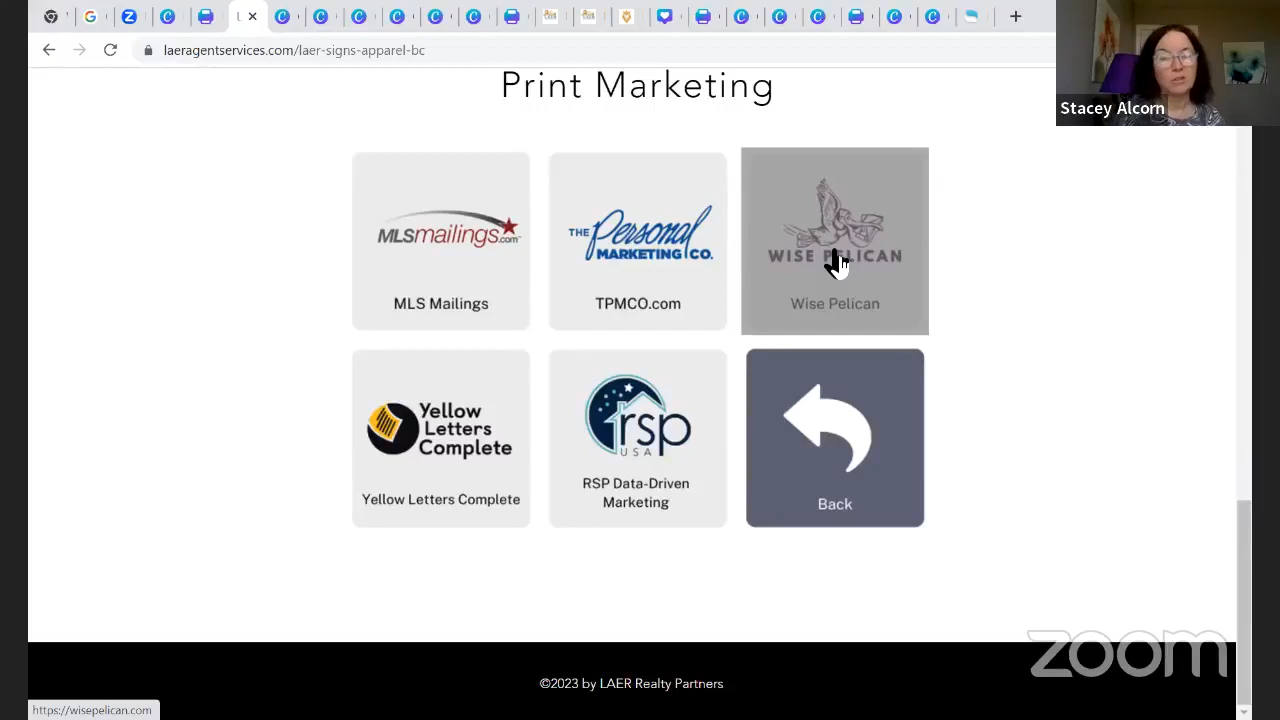 L
laeragentservices.com/laer-signs-apparel-bc
Stacey Alcorn
Print Marketing
MLSmailings.com
MLS Mailings
THE Personal
MARKETING CO.
TPMCO.com
WISE PELICAN
Wise Pelican
Yellow
Letters
Complete
Yellow Letters Complete
rsp
USA
RSP Data-Driven
Marketing
Back
©2023 by LAER Realty Partners
zoom
https://wisepelican.com